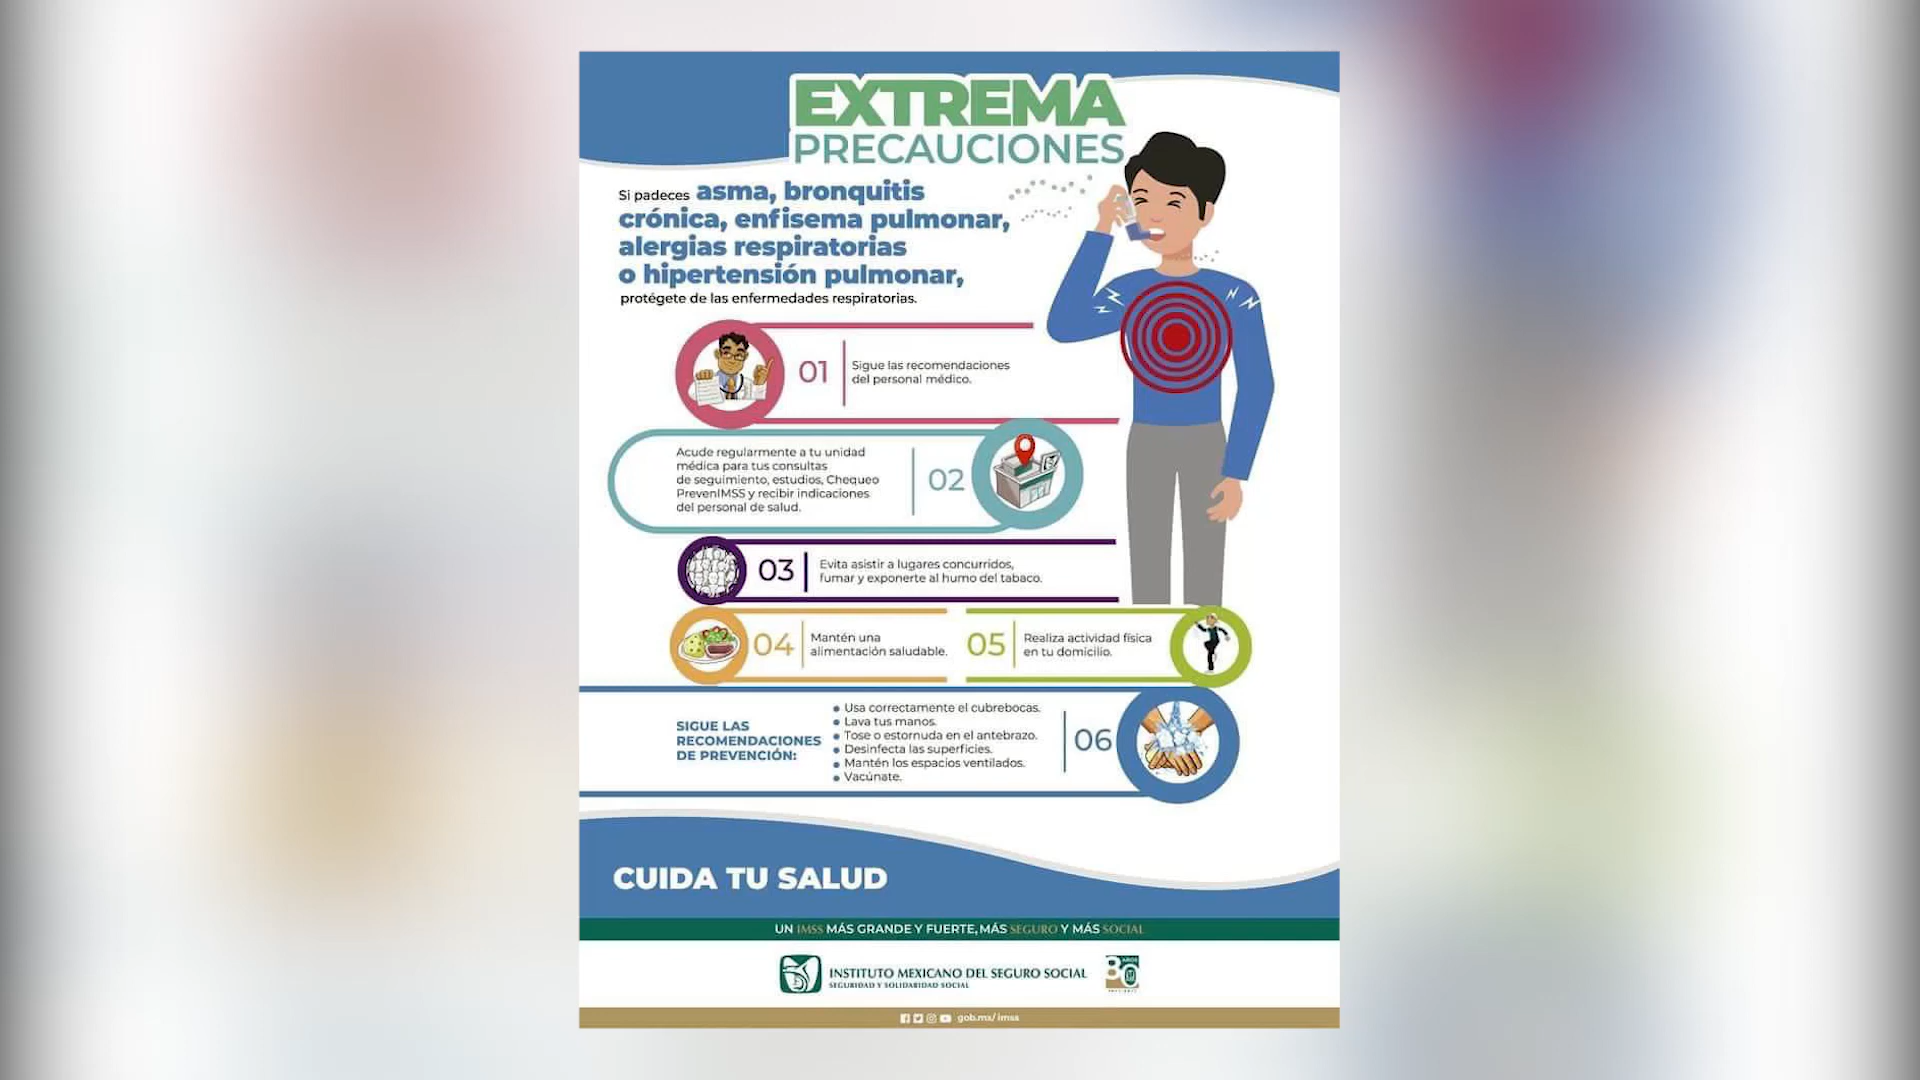 EXTREMA
PRECAUCIONES
Si padeces asma, bronquitis
crónica, enfisema pulmonar,
alergias respiratorias
o hipertensión pulmonar,
protégete de las enfermedades respiratorias.
01
Sigue las recomendaciones
del personal médico.
Acude regularmente a tu unidad
médica para tus consultas
de seguimiento, estudios, Chequeo
PrevenIMSS y recibir indicaciones
del personal de salud.
02
03
Evita asistir a lugares concurridos,
fumar y exponerte al humo del tabaco.
04
Mantén una
alimentación saludable.
05
Realiza actividad física
en tu domicilio.
SIGUE LAS
RECOMENDACIONES
DE PREVENCIÓN:
Usa correctamente el cubrebocas.
Lava tus manos.
Tose o estornuda en el antebrazo.
Desinfecta las superficies.
Mantén los espacios ventilados.
Vacúnate.
06
CUIDA TU SALUD
UN IMSS MÁS GRANDE Y FUERTE, MÁS SEGURO Y MÁS SOCIAL
INSTITUTO MEXICANO DEL SEGURO SOCIAL
SEGURIDAD Y SOLIDARIDAD SOCIAL
80 AÑOS
gob.mx/imss